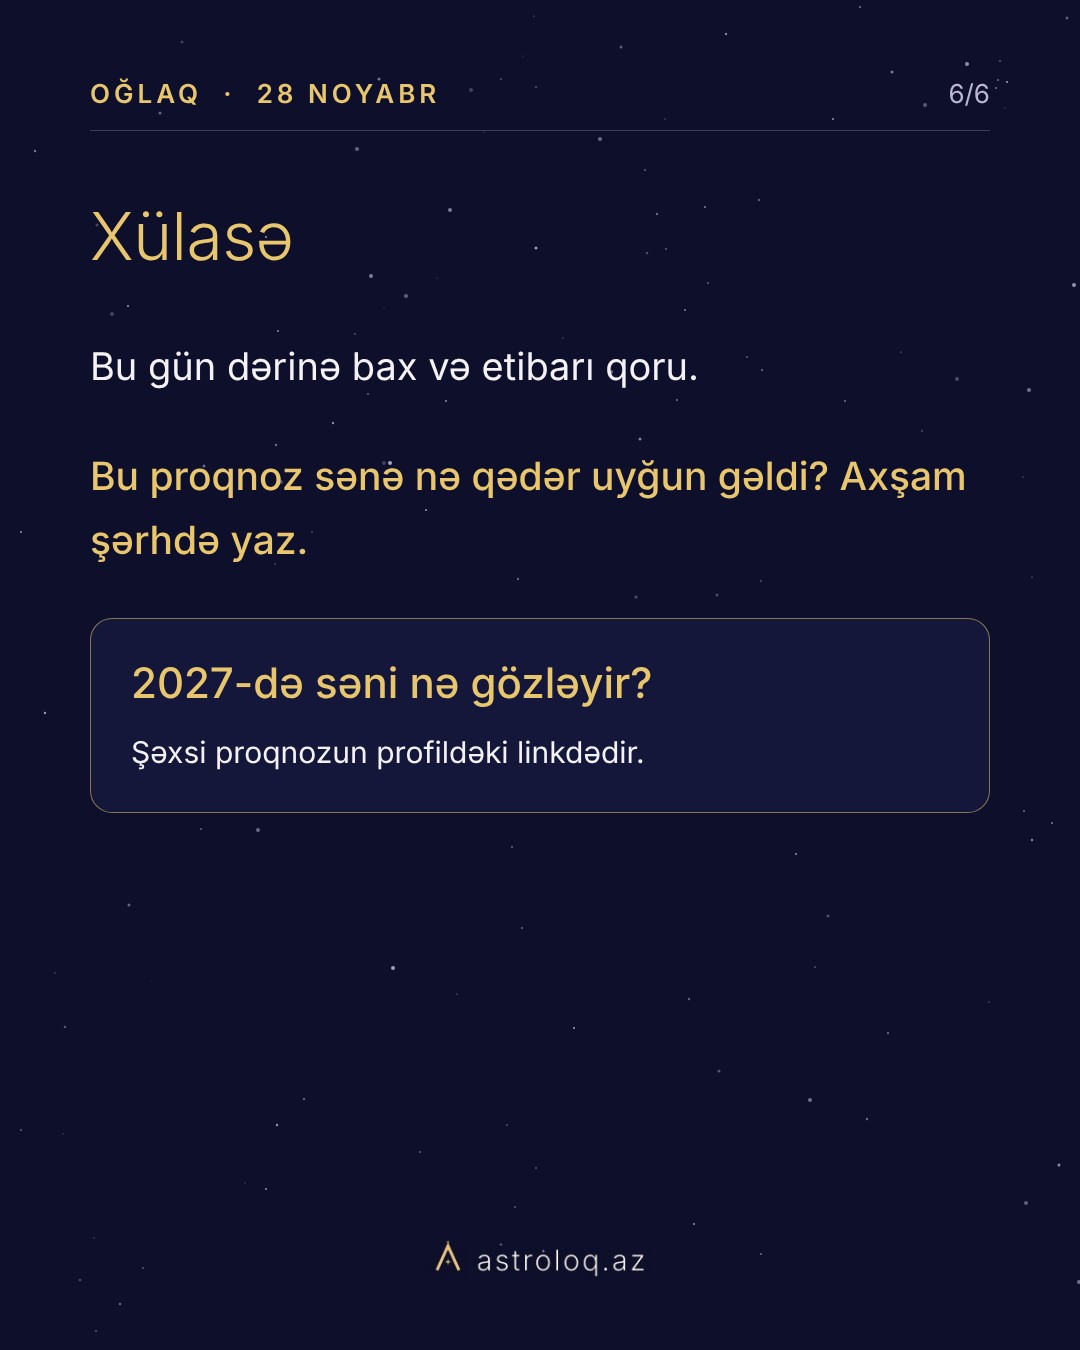 OĞLAQ · 28 NOYABR
6/6
Xülasə
Bu gün dərinə bax və etibarı qoru.
Bu proqnoz sənə nə qədər uyğun gəldi? Axşam
şərhdə yaz.
2027-də səni nə gözləyir?
Şəxsi proqnozun profildəki linkdədir.
astroloq.az